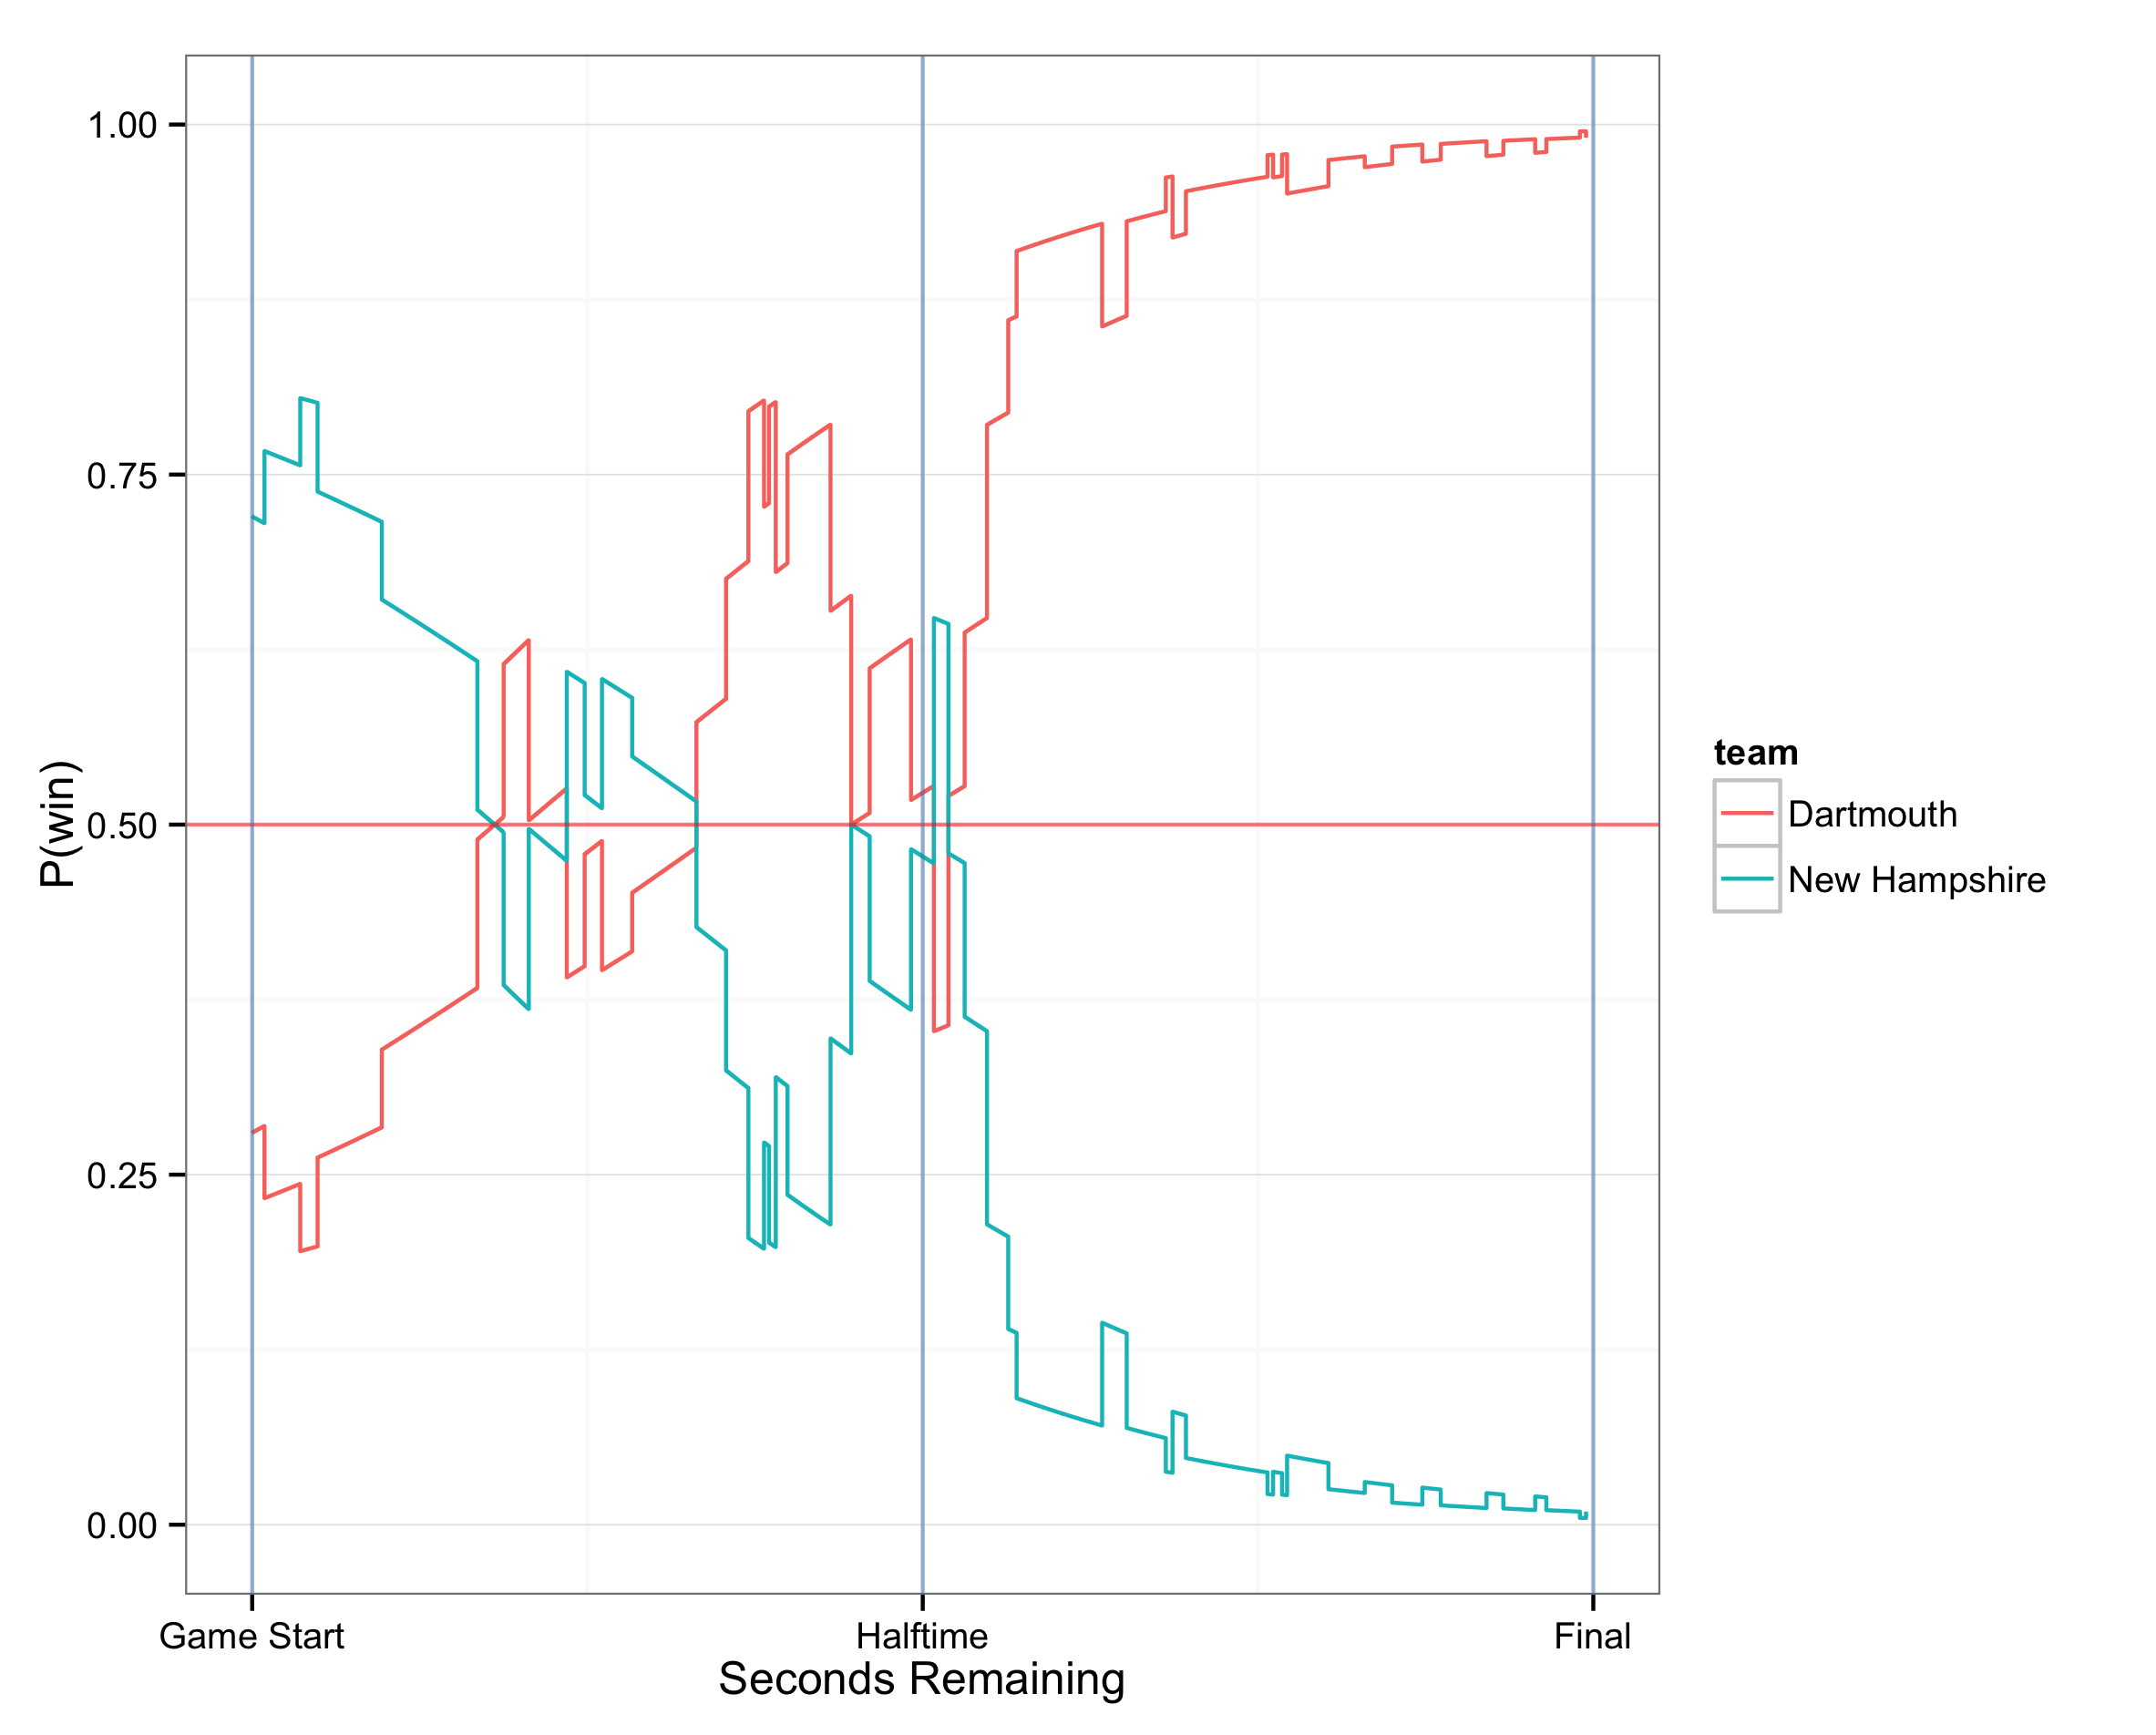 1.00
0.75
0.50
0.25
0.00
P(win)
Game Start
Halftime
Final
Seconds Remaining
team
Dartmouth
New Hampshire